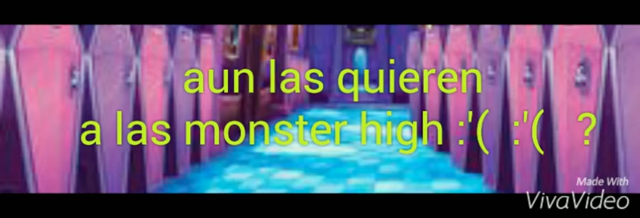 aun las quieren
a las monster high :'( :'( ?
Made With
VivaVideo